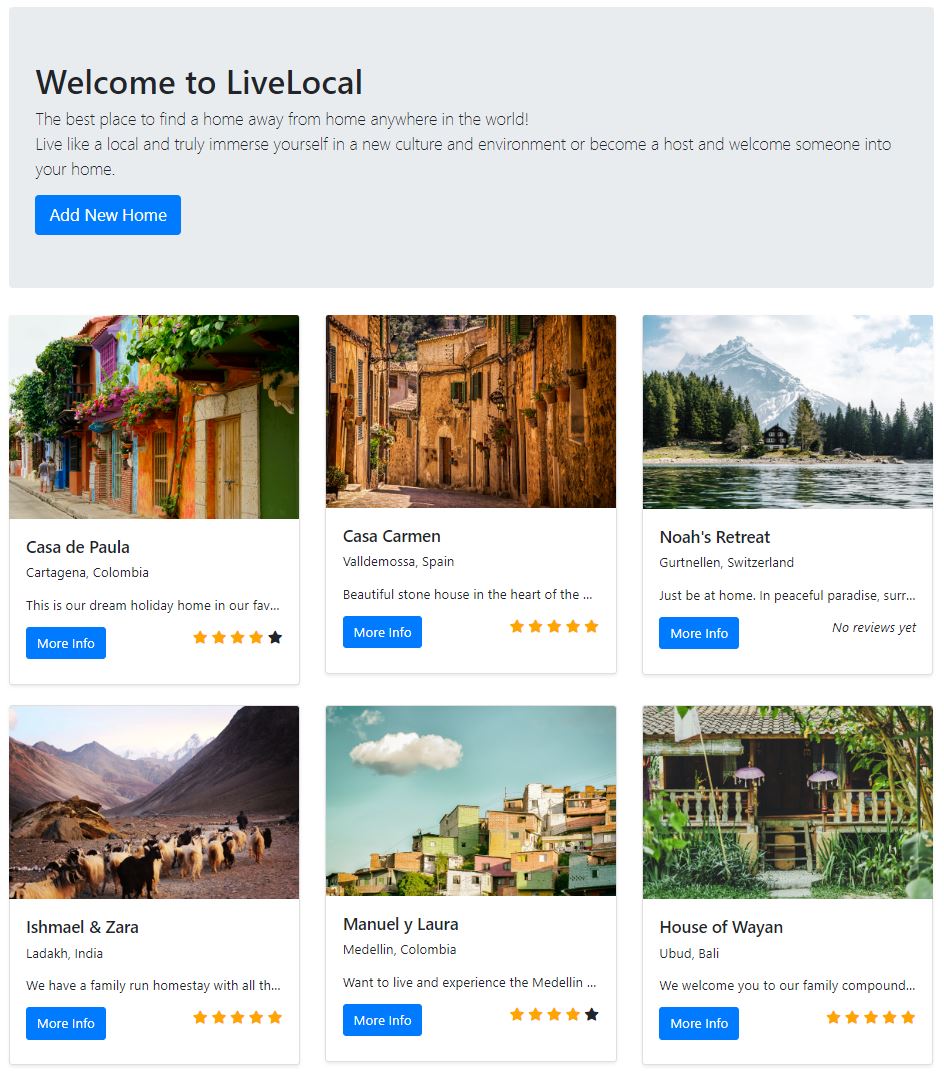 Welcome to LiveLocal
The best place to find a home away from home anywhere in the world!
Live like a local and truly immerse yourself in a new culture and environment or become a host and welcome someone into
your home.
Add New Home
Casa de Paula
Cartagena, Colombia
This is our dream holiday home in our fav...
More Info
Casa Carmen
Valldemossa, Spain
Beautiful stone house in the heart of the ...
More Info
Noah's Retreat
Gurtnellen, Switzerland
Just be at home. In peaceful paradise, surr...
More Info
No reviews yet
Ishmael & Zara
Ladakh, India
We have a family run homestay with all th...
More Info
Manuel y Laura
Medellin, Colombia
Want to live and experience the Medellin ...
More Info
House of Wayan
Ubud, Bali
We welcome you to our family compound...
More Info